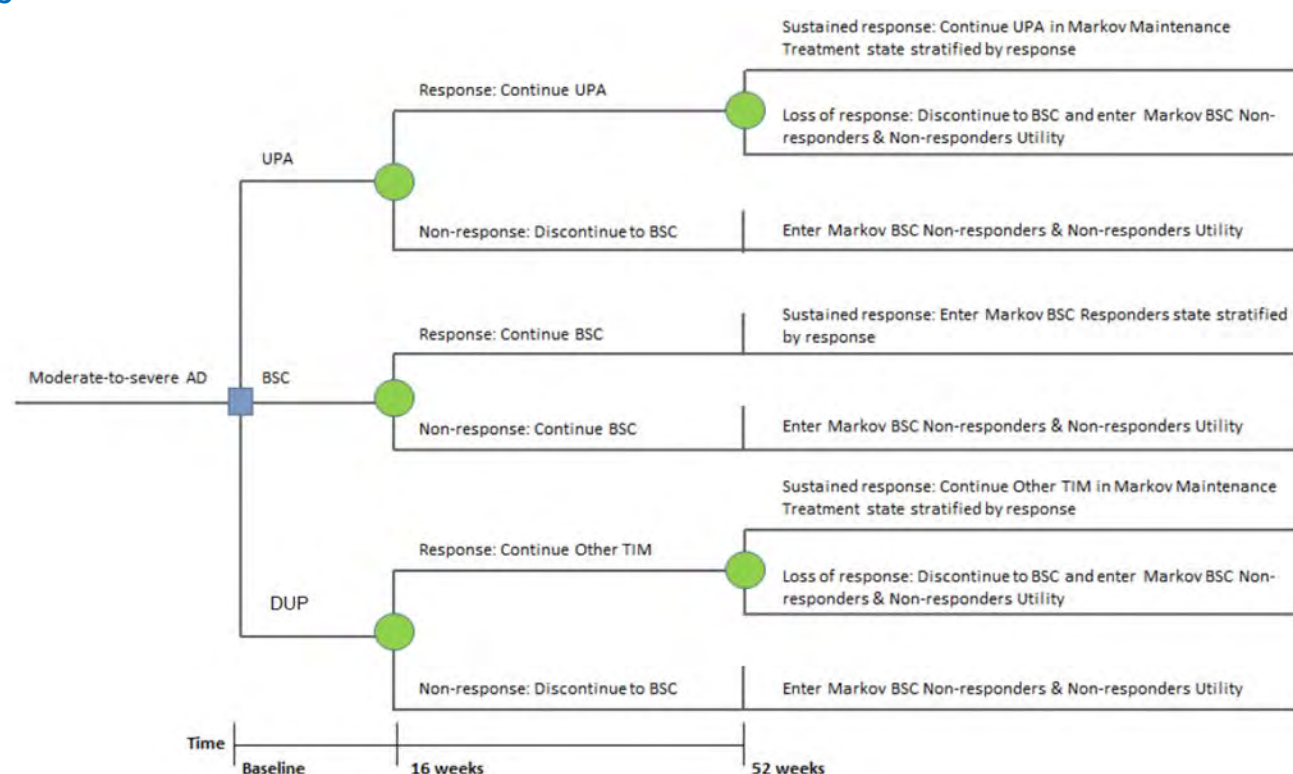 Sustained response: Continue UPA in Markov Maintenance
Treatment state stratified by response
Response: Continue UPA
Loss of response: Discontinue to BSC and enter Markov BSC Non-
responders & Non-responders Utility
UPA
Non-response: Discontinue to BSC
Enter Markov BSC Non-responders & Non-responders Utility
Sustained response: Enter Markov BSC Responders state stratified
by response
Response: Continue BSC
Moderate-to-severe AD
BSC
Non-response: Continue BSC
Enter Markov BSC Non-responders & Non-responders Utility
Sustained response: Continue Other TIM in Markov Maintenance
Treatment state stratified by response
Response: Continue Other TIM
Loss of response: Discontinue to BSC and enter Markov BSC Non-
responders & Non-responders Utility
DUP
Non-response: Discontinue to BSC
Enter Markov BSC Non-responders & Non-responders Utility
Time
Baseline
16 weeks
52 weeks